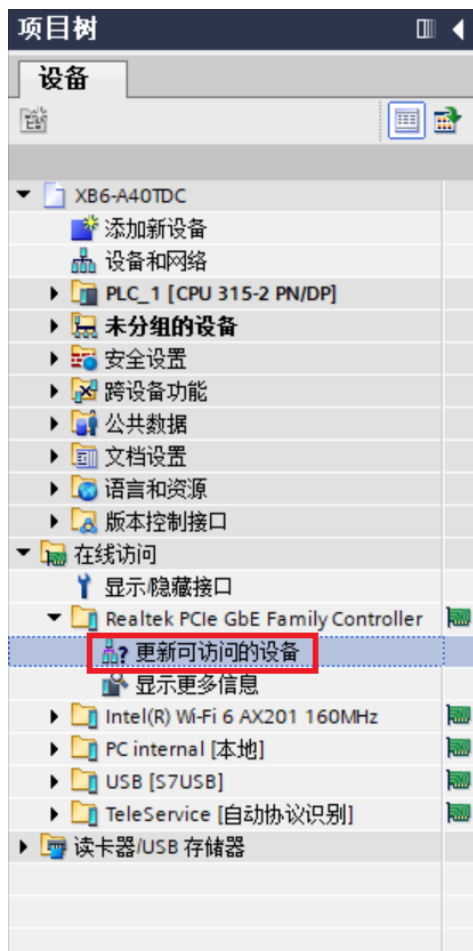 项目树
设备
XB6-A40TDC
添加新设备
设备和网络
PLC_1 [CPU 315-2 PN/DP]
未分组的设备
安全设置
跨设备功能
公共数据
文档设置
语言和资源
版本控制接口
在线访问
显示/隐藏接口
Realtek PCIe GbE Family Controller
更新可访问的设备
显示更多信息
Intel(R) Wi-Fi 6 AX201 160MHz
PC internal [本地]
USB [S7USB]
TeleService [自动协议识别]
读卡器/USB 存储器